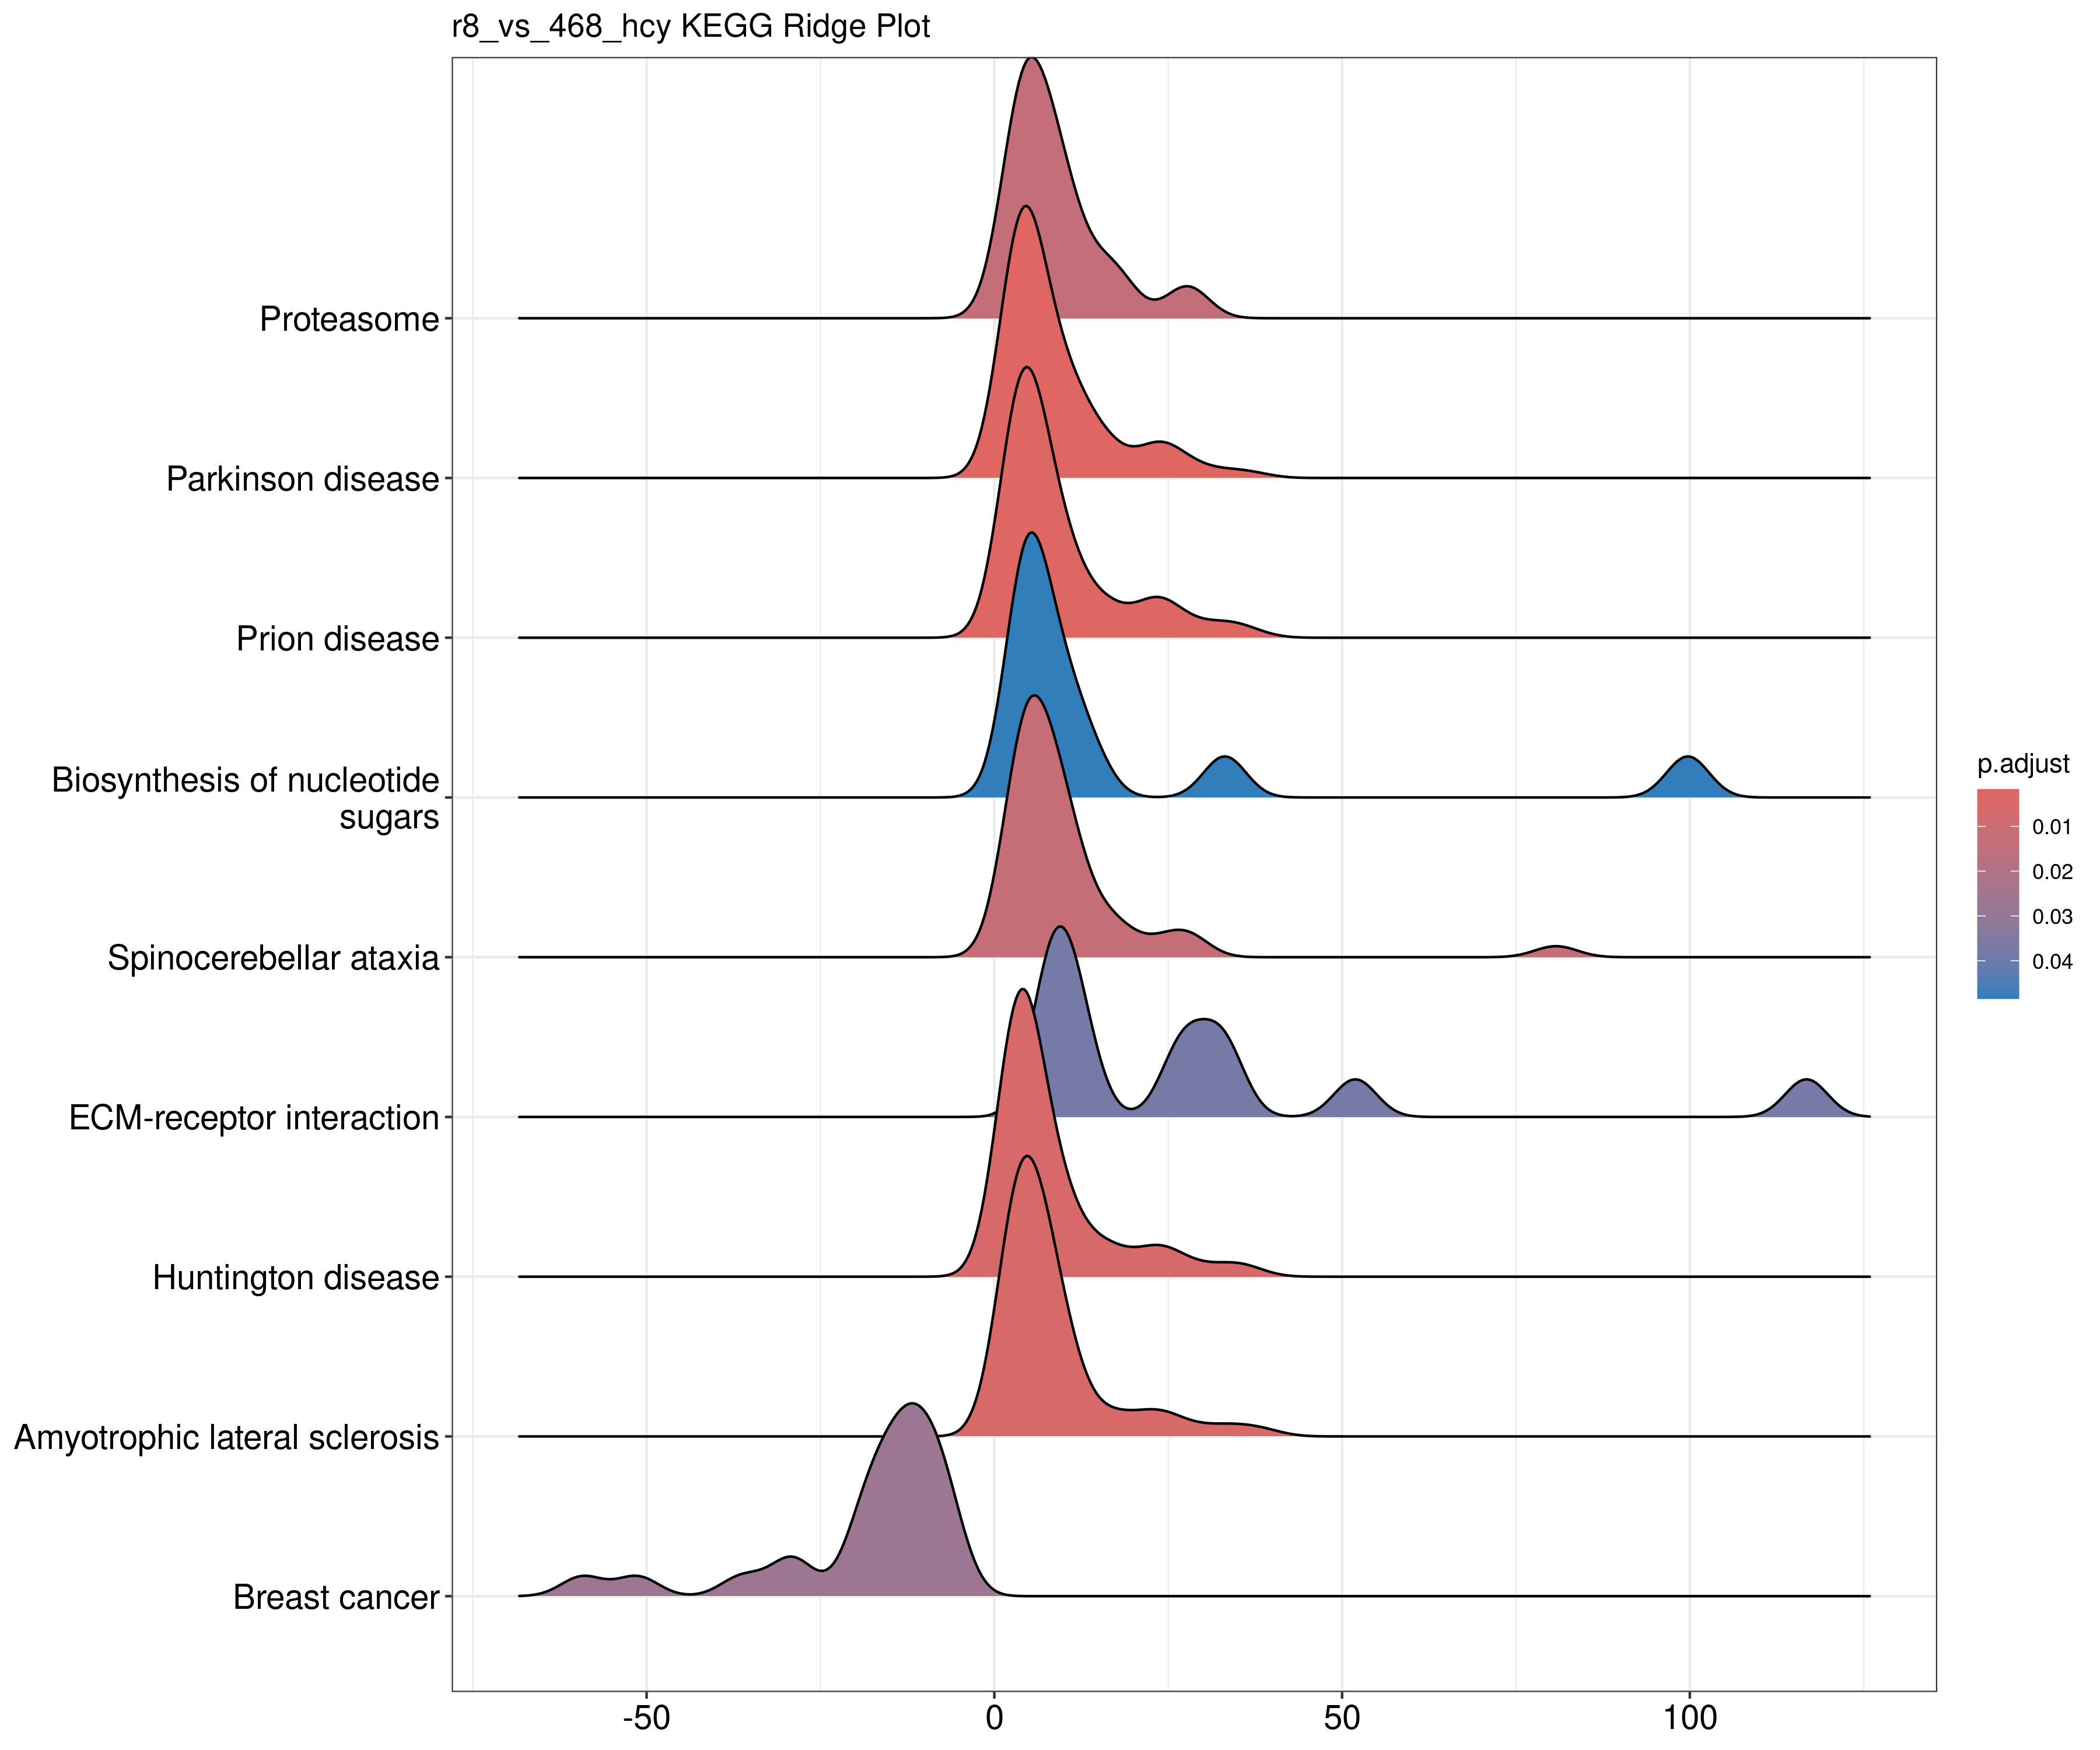 r8_vs_468_hcy KEGG Ridge Plot
Proteasome
Parkinson disease
Prion disease
Biosynthesis of nucleotide
sugars
Spinocerebellar ataxia
ECM-receptor interaction
Huntington disease
Amyotrophic lateral sclerosis
Breast cancer
-50 0 50 100
p.adjust
0.01
0.02
0.03
0.04